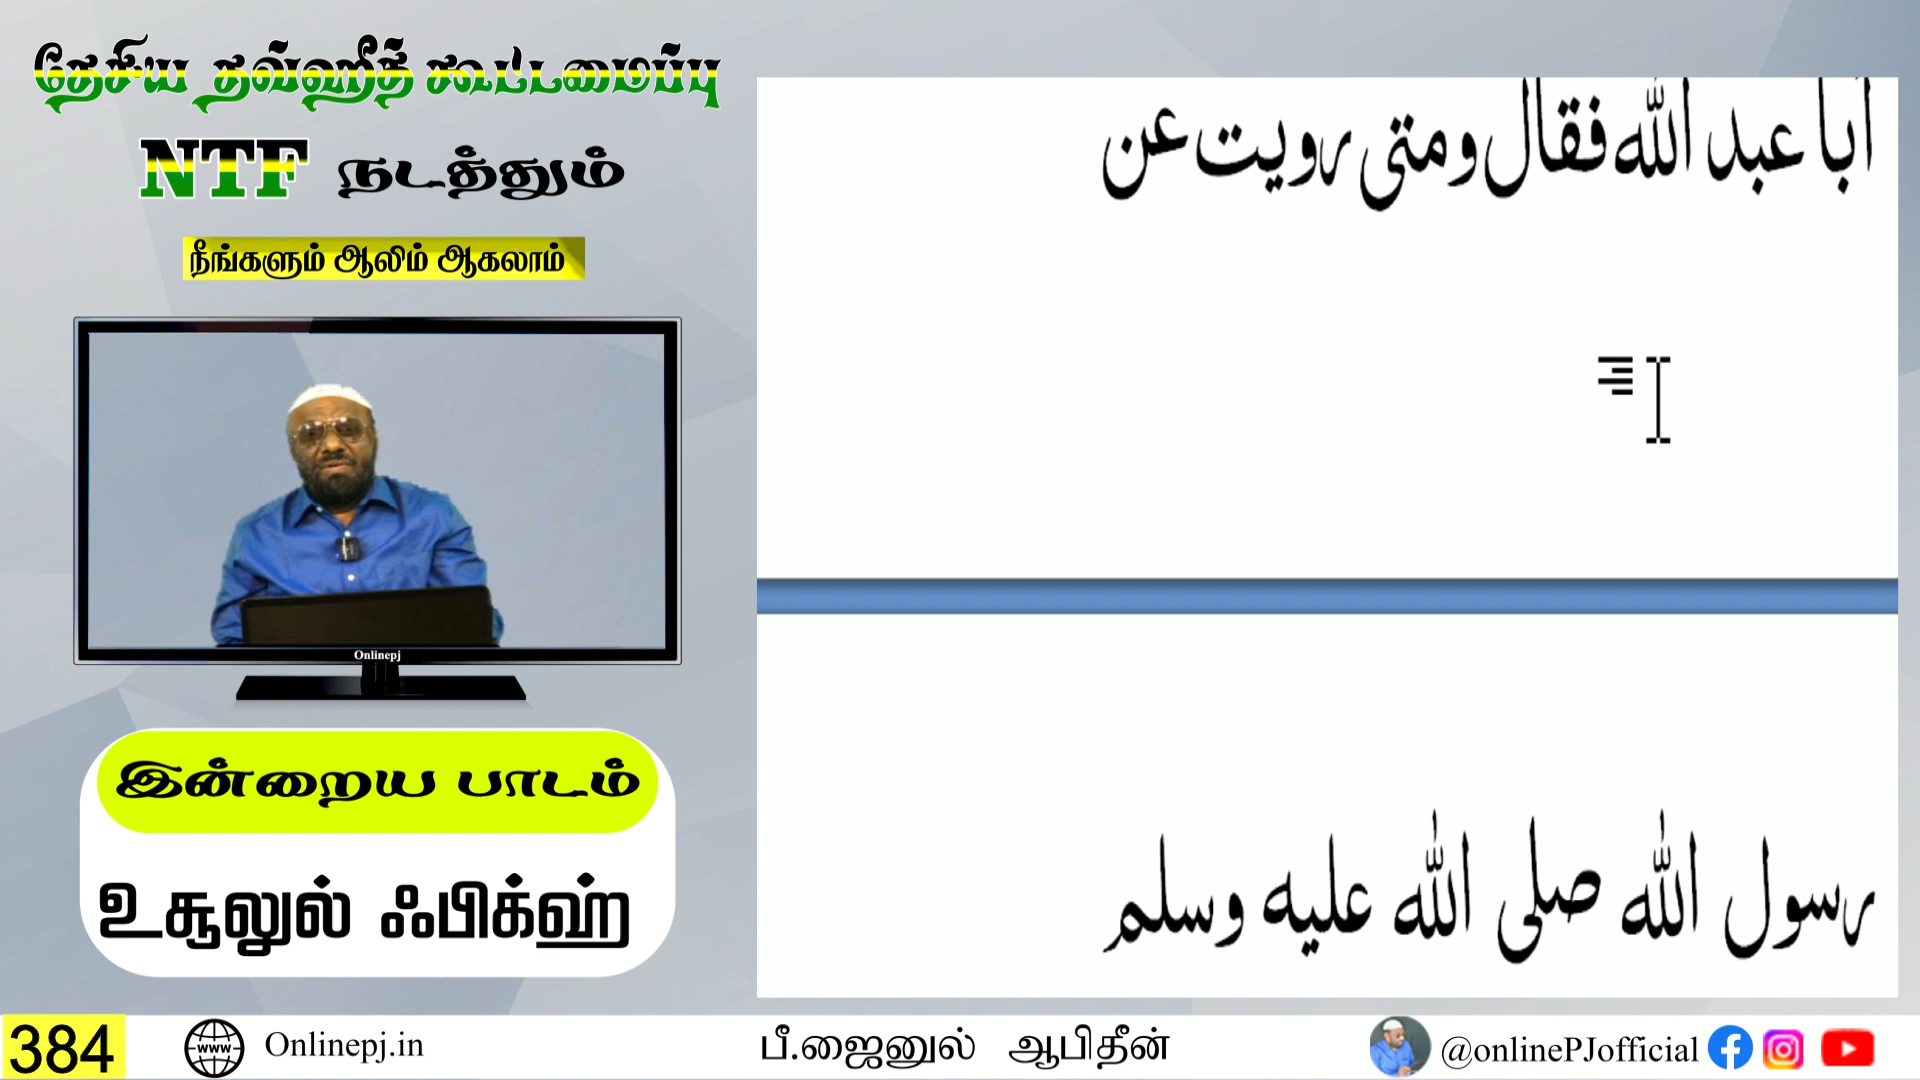 தேசிய தவ்ஹீத் கூட்டமைப்பு
NTF நடத்தும்
நீங்களும் ஆலிம் ஆகலாம்
Onlinepj
இன்றைய பாடம்
உசூலுல் ஃபிக்ஹ்
أبا عبد الله فقال ومتى رويت عن
رسول الله صلى الله عليه وسلم
384
www
Onlinepj.in
பீ.ஜைனுல் ஆபிதீன்
@onlinePJofficial